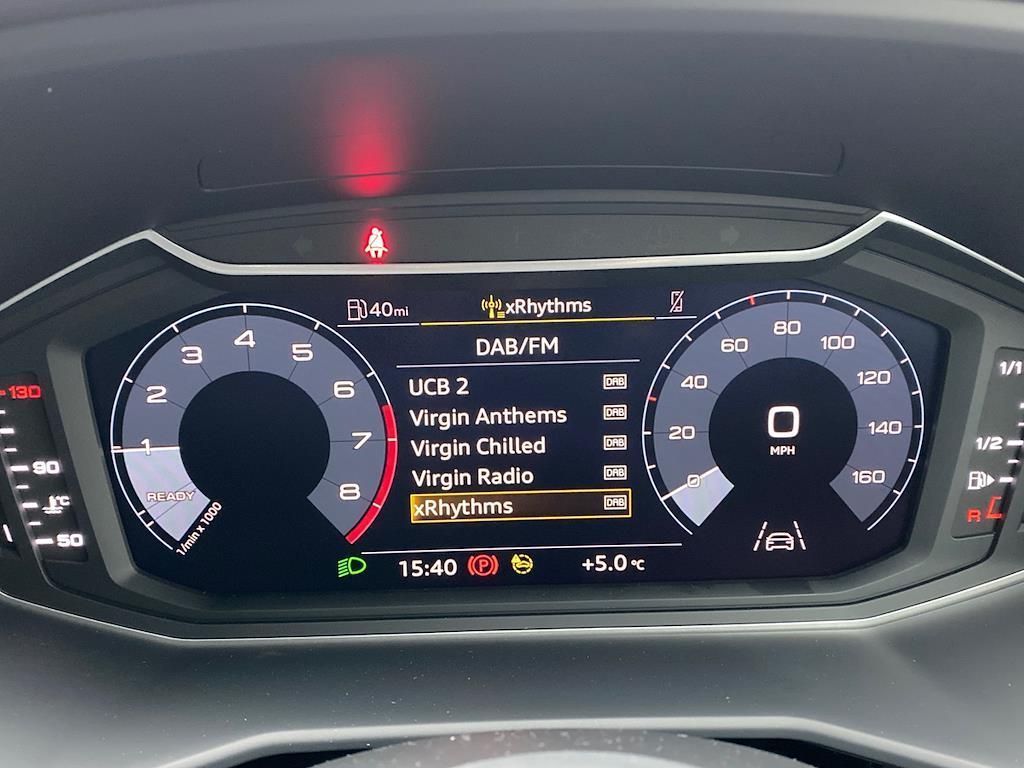 40mi xRhythms
DAB/FM
UCB 2 DAB
Virgin Anthems DAB
Virgin Chilled DAB
Virgin Radio DAB
xRhythms DAB
1 2 3 4 5 6 7 8
READY
1/min x 1000
0 20 40 60 80 100 120 140 160
0
MPH
15:40 P +5.0 °C
130
90
°C
50
1/1
1/2
R